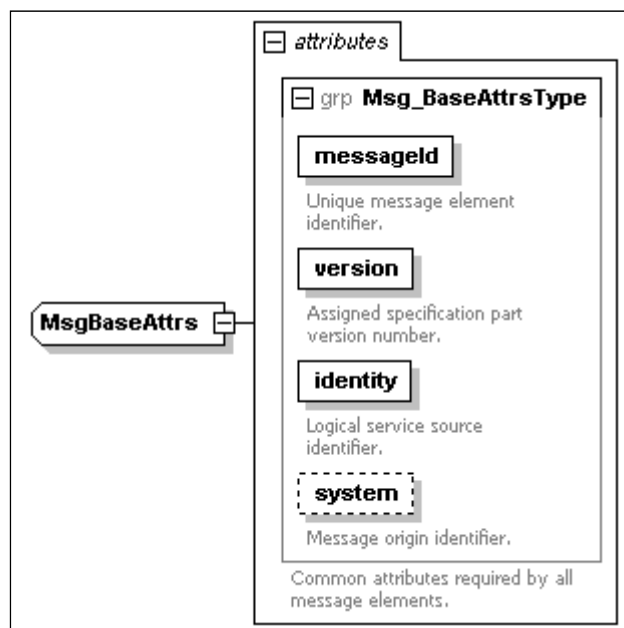 attributes
grp Msg_BaseAttrsType
messageId
Unique message element
identifier.
version
Assigned specification part
version number.
MsgBaseAttrs
identity
Logical service source
identifier.
system
Message origin identifier.
Common attributes required by all
message elements.